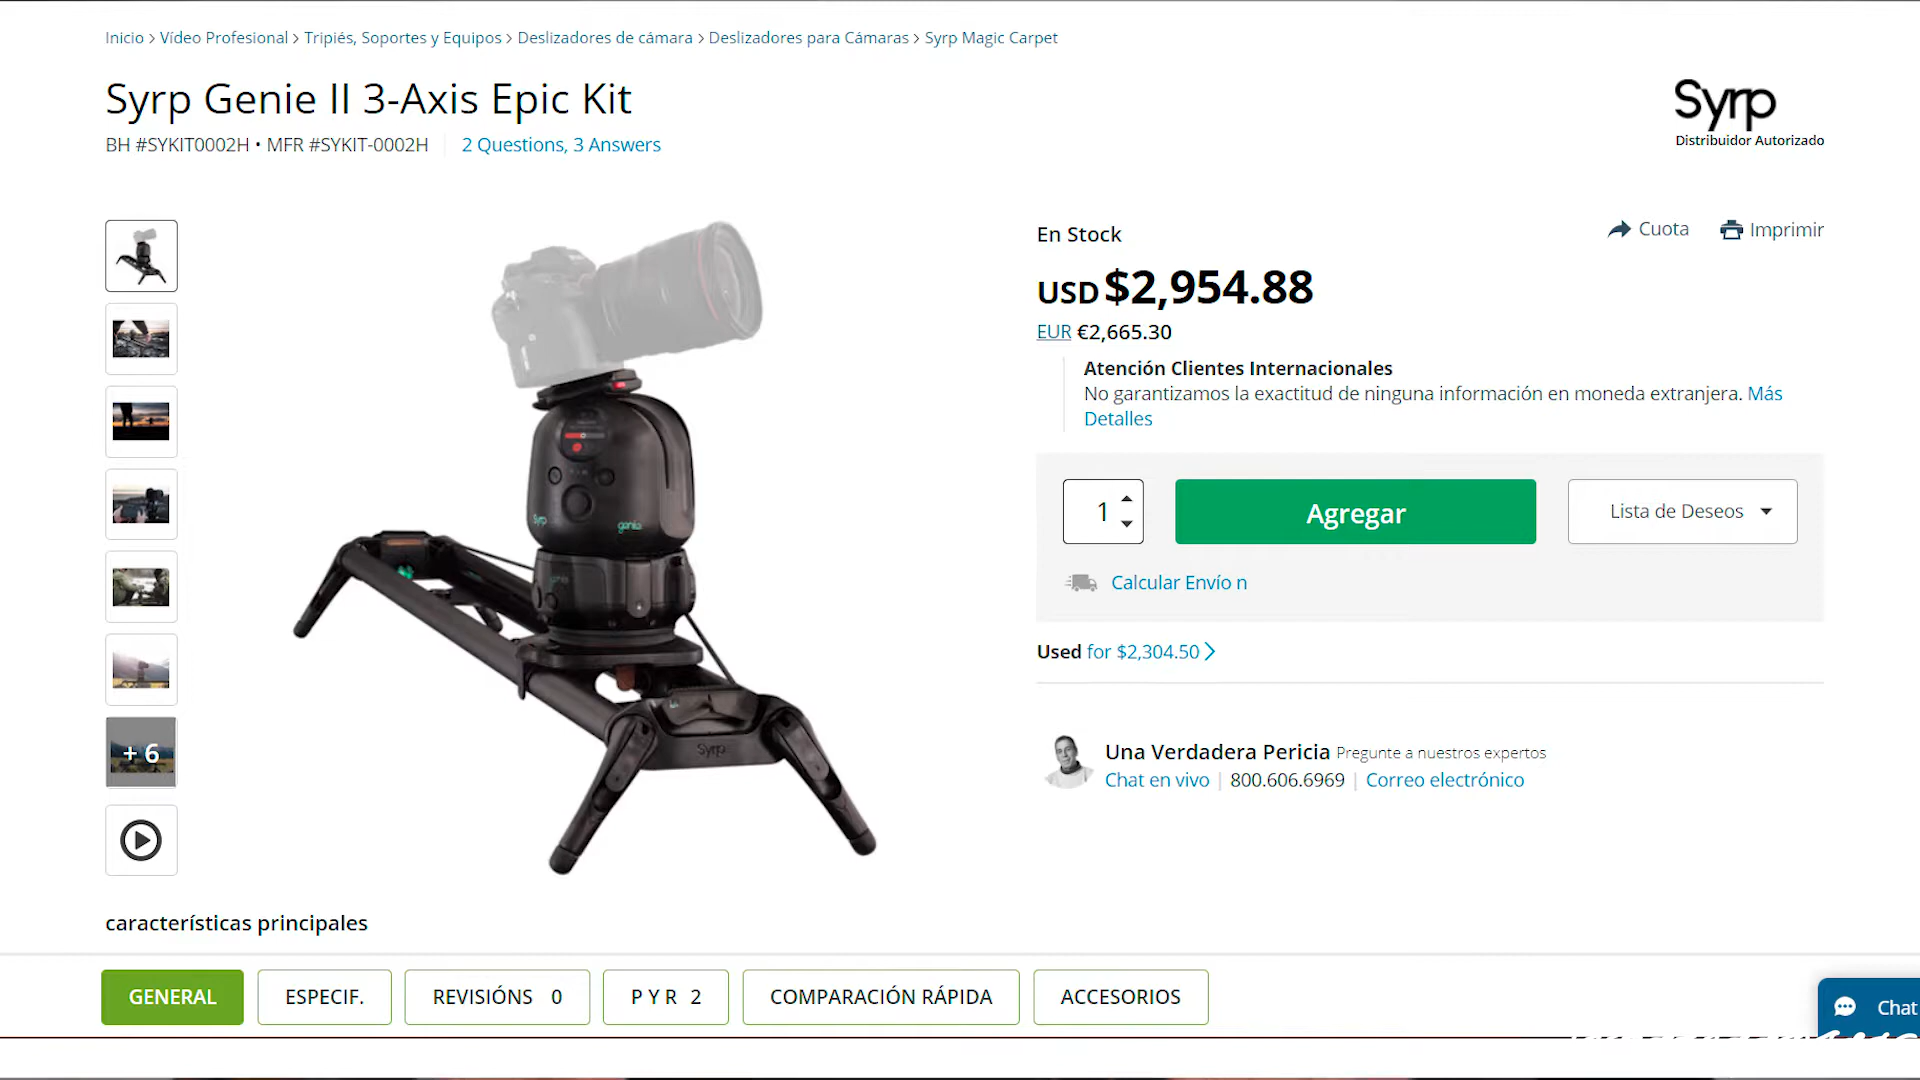 Inicio > Vídeo Profesional > Tripiés, Soportes y Equipos > Deslizadores de cámara > Deslizadores para Cámaras > Syrp Magic Carpet
Syrp Genie II 3-Axis Epic Kit
BH #SYKIT0002H • MFR #SYKIT-0002H
2 Questions, 3 Answers
Syrp
Distribuidor Autorizado
En Stock
Cuota
Imprimir
USD $2,954.88
EUR €2,665.30
Atención Clientes Internacionales
No garantizamos la exactitud de ninguna información en moneda extranjera. Más
Detalles
1
Agregar
Lista de Deseos
Calcular Envío n
Used for $2,304.50
Una Verdadera Pericia Pregunte a nuestros expertos
Chat en vivo | 800.606.6969 | Correo electrónico
Syrp
genie
genie
Syrp
+ 6
características principales
GENERAL
ESPECIF.
REVISIÓNS 0
P Y R 2
COMPARACIÓN RÁPIDA
ACCESORIOS
Chat